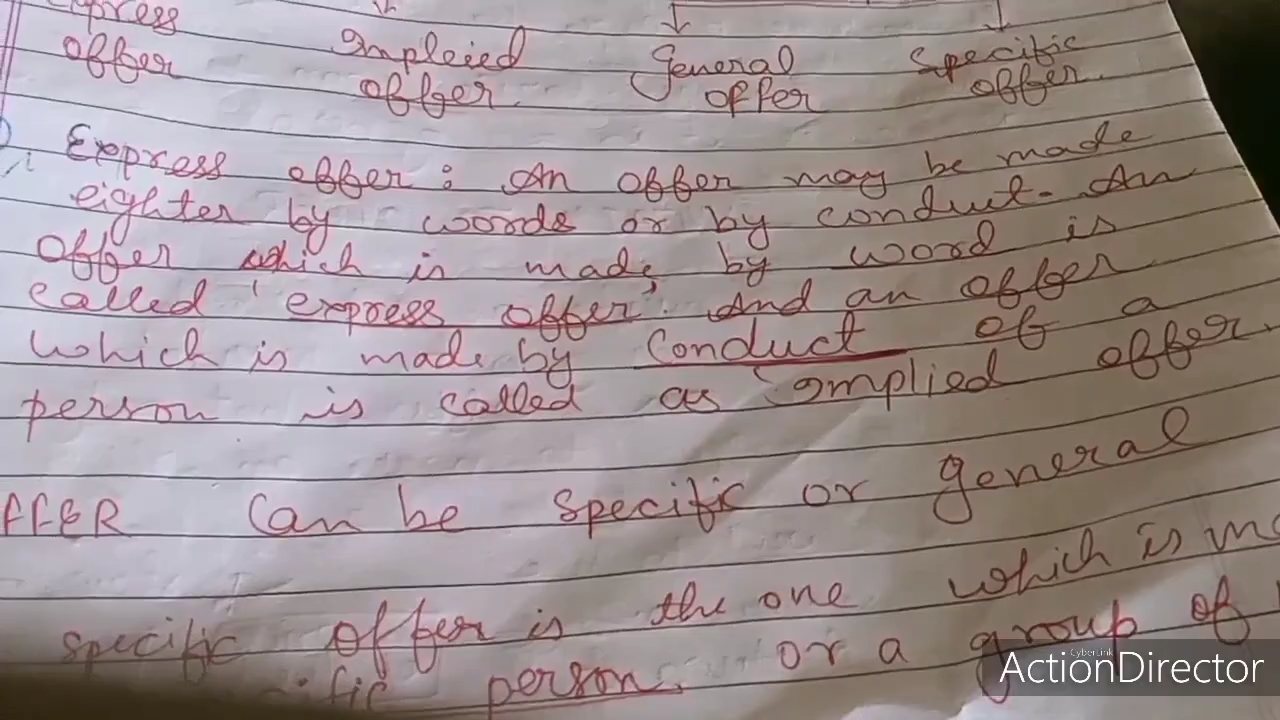 Express Impleied General Specific
offer offer offer offer
Express offer : An offer may be made
eighter by words or by conduct - An
offer which is made by word is
called 'express offer'. And an offer
which is made by Conduct of a
person is called as 'Implied offer.
FFER Can be specific or general
specific offer is the one which is m
person. or a group of
CyberLink
ActionDirector